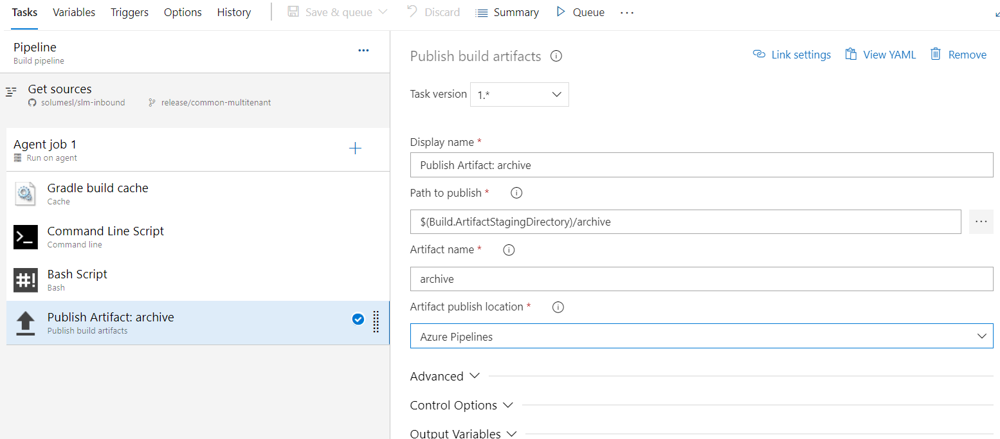 Tasks Variables Triggers Options History Save & queue Discard Summary Queue ...
Pipeline ...
Build pipeline
Get sources
solumesl/slm-inbound release/common-multitenant
Agent job 1
Run on agent
Gradle build cache
Cache
Command Line Script
Command line
Bash Script
Bash
Publish Artifact: archive
Publish build artifacts
Publish build artifacts Link settings View YAML Remove
Task version 1.*
Display name *
Publish Artifact: archive
Path to publish *
$(Build.ArtifactStagingDirectory)/archive ...
Artifact name *
archive
Artifact publish location *
Azure Pipelines
Advanced
Control Options
Output Variables